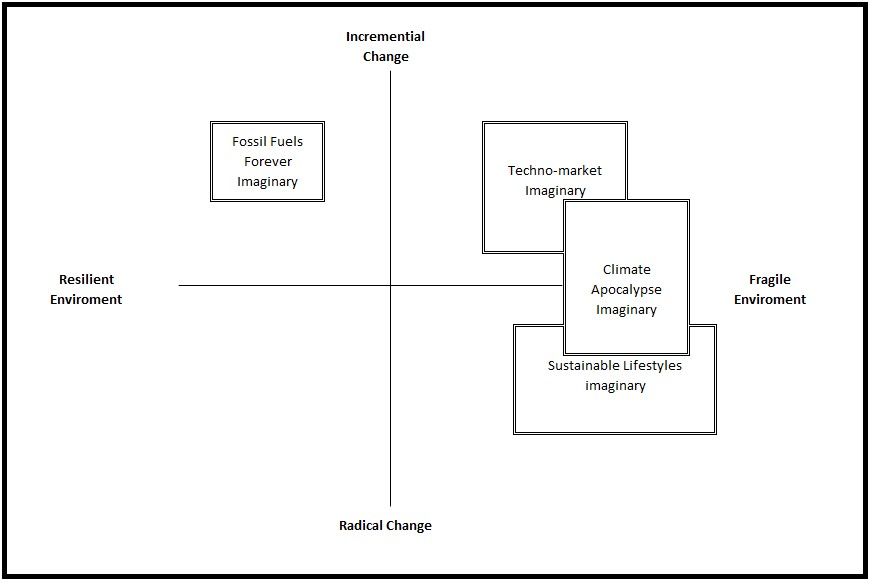 Incremential
Change
Fossil Fuels
Forever
Imaginary
Techno-market
Imaginary
Resilient
Enviroment
Climate
Apocalypse
Imaginary
Fragile
Enviroment
Sustainable Lifestyles
imaginary
Radical Change